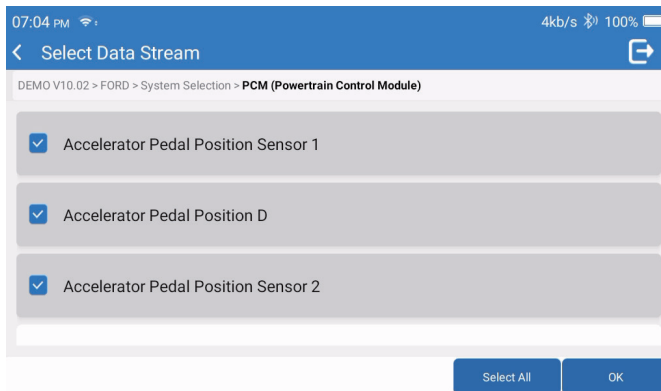 07:04 PM 4kb/s 100%
Select Data Stream
DEMO V10.02 > FORD > System Selection > PCM (Powertrain Control Module)
Accelerator Pedal Position Sensor 1
Accelerator Pedal Position D
Accelerator Pedal Position Sensor 2
Select All OK